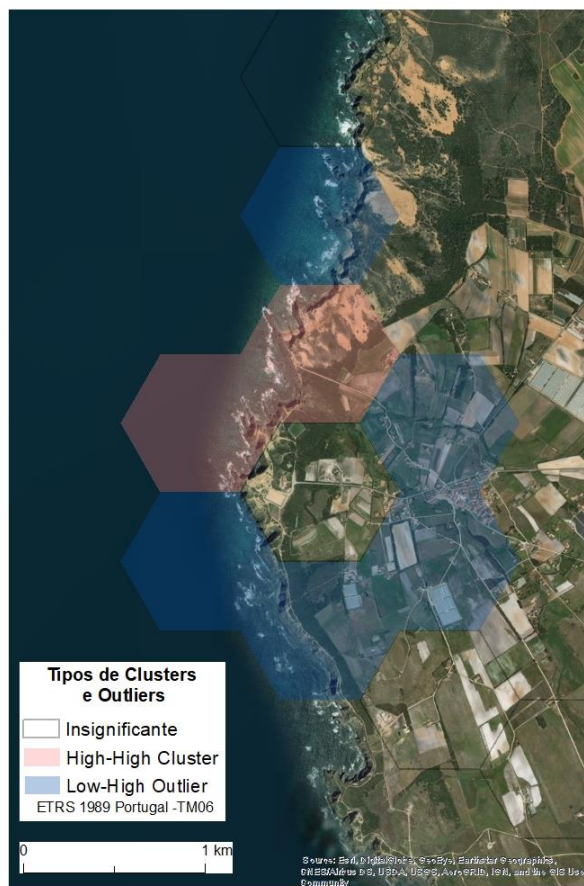 Tipos de Clusters
e Outliers
Insignificante
High-High Cluster
Low-High Outlier
ETRS 1989 Portugal -TM06
0 1 km
Source: Esri, DigitalGlobe, GeoEye, Earthstar Geographics,
CNES/Airbus DS, USDA, USGS, AeroGRID, IGN, and the GIS User
Community